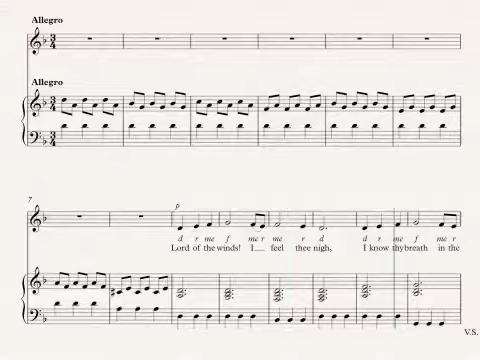 Allegro
Allegro
7
p
d r me f me r me r d d r me f me r
Lord of the winds! I feel thee nigh, I know thy breath in the
V.S.